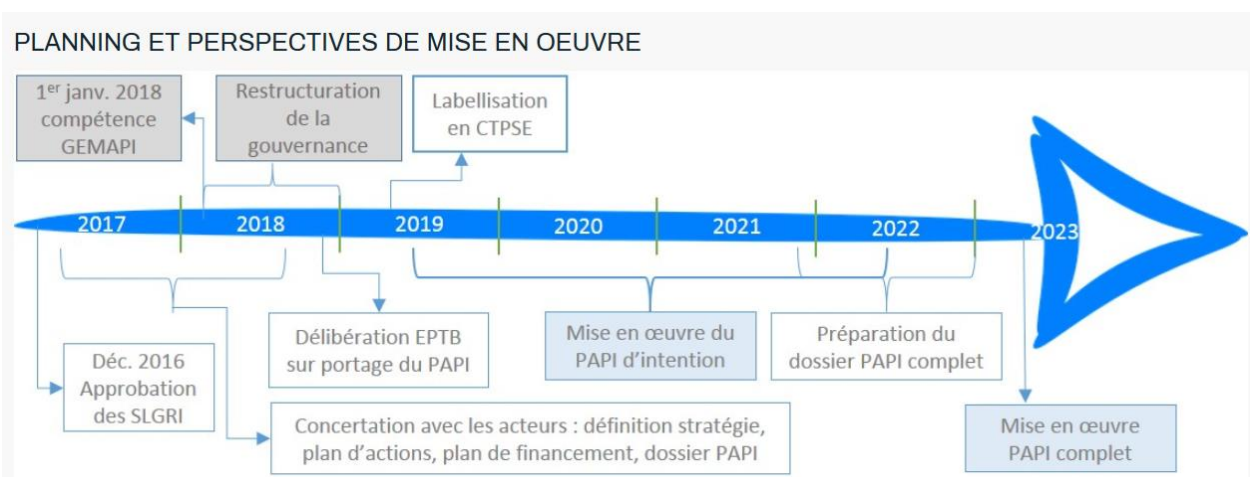 PLANNING ET PERSPECTIVES DE MISE EN OEUVRE
1er janv. 2018
compétence
GEMAPI
Restructuration
de la
gouvernance
Labellisation
en CTPSE
2017
2018
2019
2020
2021
2022
2023
Déc. 2016
Approbation
des SLGRI
Délibération EPTB
sur portage du PAPI
Mise en œuvre du
PAPI d'intention
Préparation du
dossier PAPI complet
Concertation avec les acteurs : définition stratégie,
plan d'actions, plan de financement, dossier PAPI
Mise en œuvre
PAPI complet